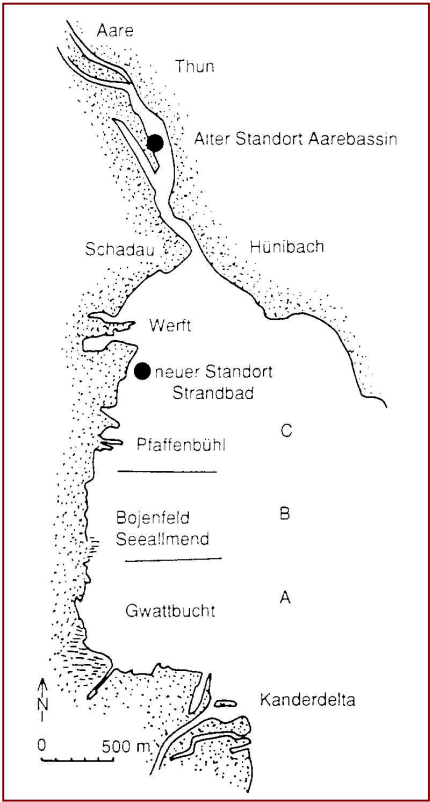 Aare
Thun
Alter Standort Aarebassin
Schadau
Hünibach
Werft
neuer Standort
Strandbad
C
Pfaffenbühl
Bojenfeld
Seeallmend
B
Gwattbucht
A
Kanderdelta
N
0 500 m